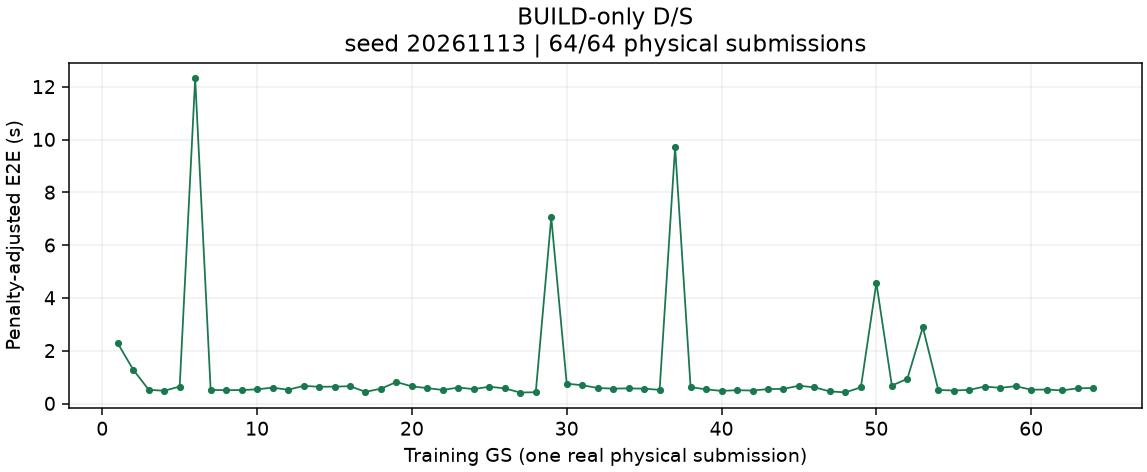 BUILD-only D/S
seed 20261113 | 64/64 physical submissions
Penalty-adjusted E2E (s)
12
10
8
6
4
2
0
0 10 20 30 40 50 60
Training GS (one real physical submission)